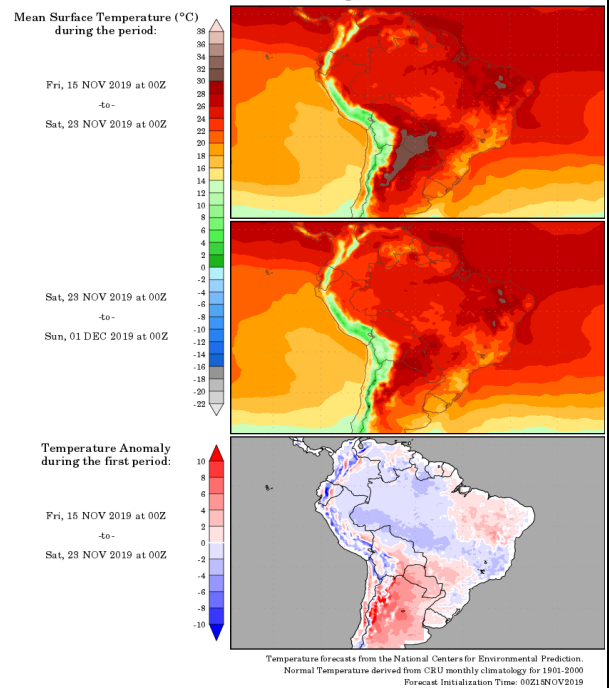 Mean Surface Temperature (°C)
during the period:
38
36
34
32
31
30
28
26
24
22
20
18
16
14
12
10
8
6
4
2
0
-2
-4
-6
-8
-10
-12
-14
-16
-18
-20
-22
Fri, 15 NOV 2019 at 00Z
-to-
Sat, 23 NOV 2019 at 00Z
Sat, 23 NOV 2019 at 00Z
-to-
Sun, 01 DEC 2019 at 00Z
Temperature Anomaly
during the first period:
10
8
6
4
2
0
-2
-4
-6
-8
-10
Fri, 15 NOV 2019 at 00Z
-to-
Sat, 23 NOV 2019 at 00Z
Temperature forecasts from the National Centers for Environmental Prediction.
Normal Temperature derived from CRU monthly climatology for 1901-2000
Forecast Initialization Time: 00Z15NOV2019